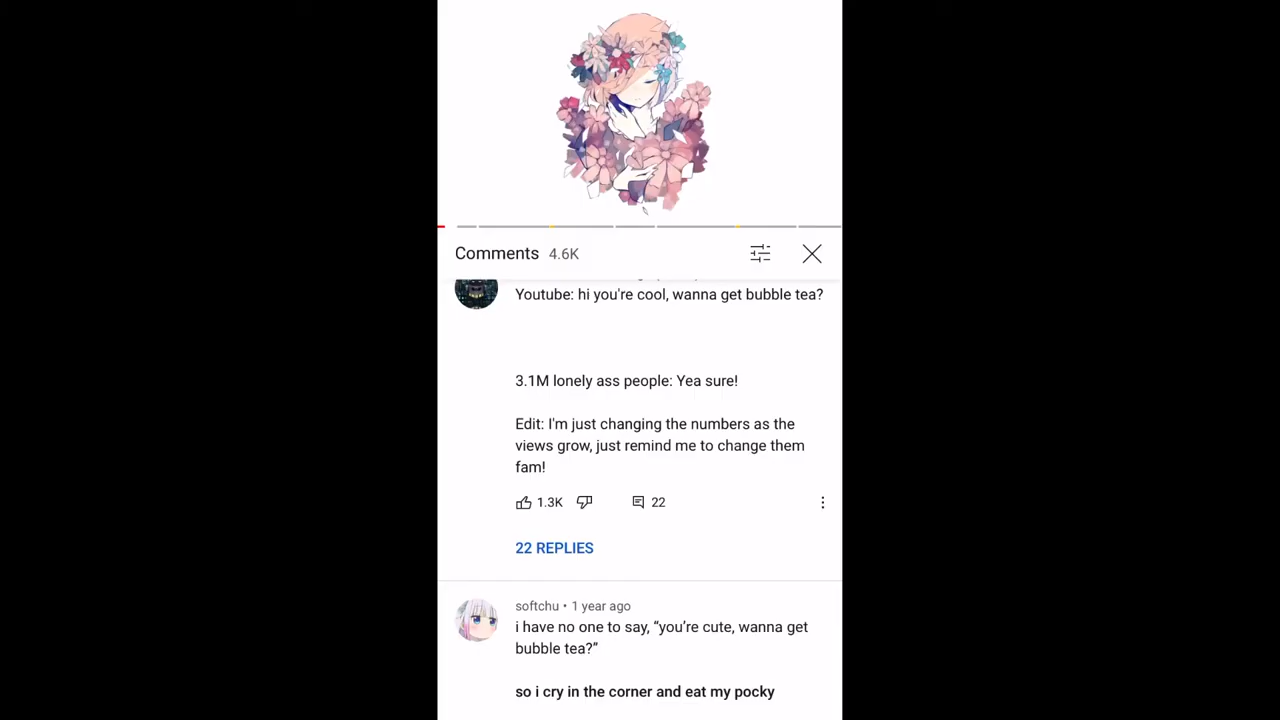 Comments 4.6K
Youtube: hi you're cool, wanna get bubble tea?
3.1M lonely ass people: Yea sure!
Edit: I'm just changing the numbers as the
views grow, just remind me to change them
fam!
1.3K 22
22 REPLIES
softchu • 1 year ago
i have no one to say, “you’re cute, wanna get
bubble tea?”
so i cry in the corner and eat my pocky